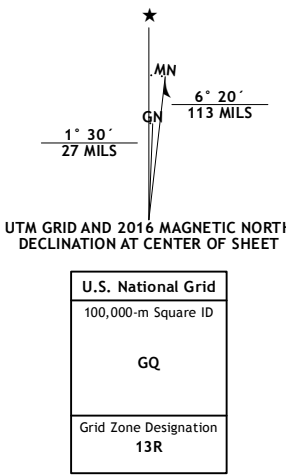 ★
MN
GN
6° 20´
113 MILS
1° 30´
27 MILS
UTM GRID AND 2016 MAGNETIC NORTH
DECLINATION AT CENTER OF SHEET
U.S. National Grid
100,000-m Square ID
GQ
Grid Zone Designation
13R